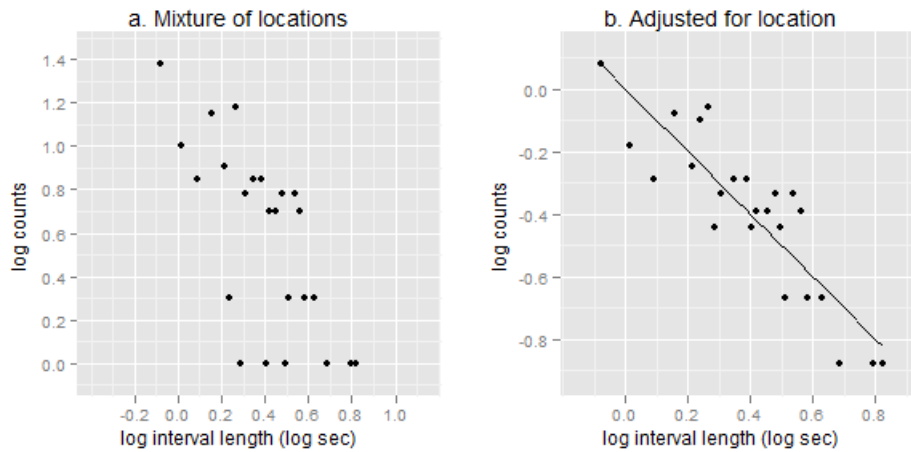 a. Mixture of locations
log counts
1.4
1.2
1.0
0.8
0.6
0.4
0.2
0.0
-0.2 0.0 0.2 0.4 0.6 0.8 1.0
log interval length (log sec)
b. Adjusted for location
log counts
0.0
-0.2
-0.4
-0.6
-0.8
0.0 0.2 0.4 0.6 0.8
log interval length (log sec)